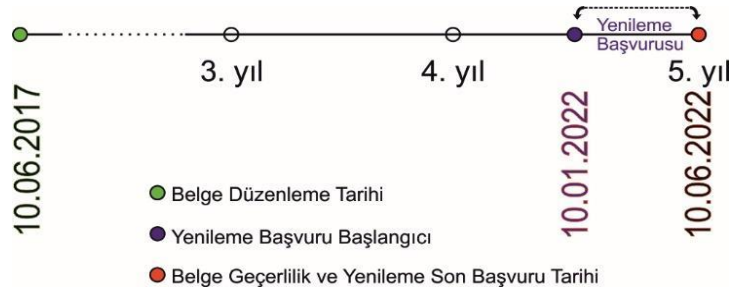 Yenileme
Başvurusu
3. yıl
4. yıl
5. yıl
10.06.2017
10.01.2022
10.06.2022
Belge Düzenleme Tarihi
Yenileme Başvuru Başlangıcı
Belge Geçerlilik ve Yenileme Son Başvuru Tarihi